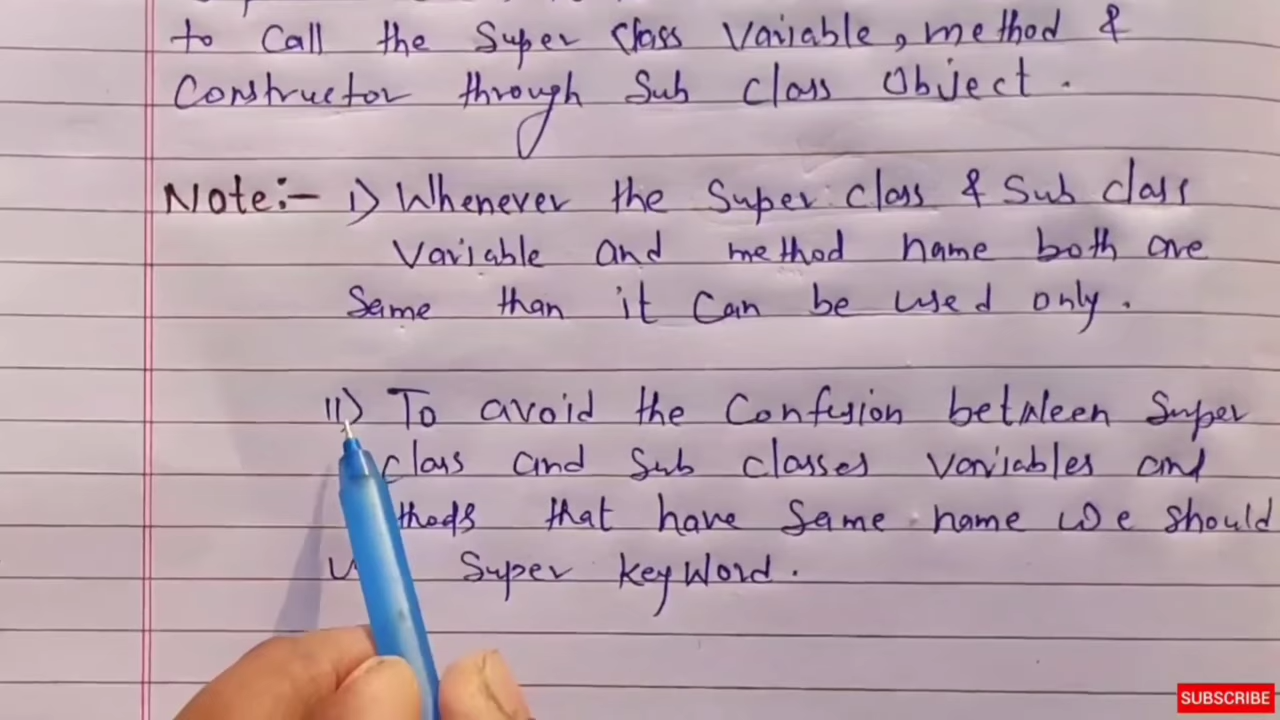 to Call the Super Class Variable, method &
Constructor through Sub class Object.
Note:- i) Whenever the Super class & Sub class
Variable and method name both are
Same than it Can be used only.
ii) To avoid the Confusion between Super
class and Sub classes variables and
thods that have Same name we should
Super keyword.
SUBSCRIBE